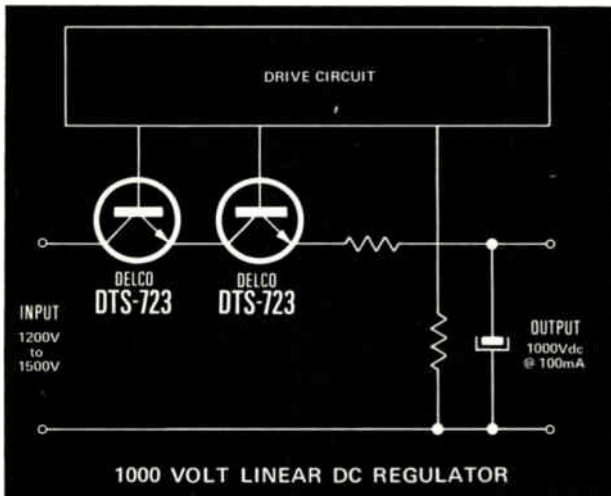 DRIVE CIRCUIT
DELCO
DTS-723
DELCO
DTS-723
INPUT
1200V
to
1500V
OUTPUT
1000Vdc
@ 100mA
1000 VOLT LINEAR DC REGULATOR